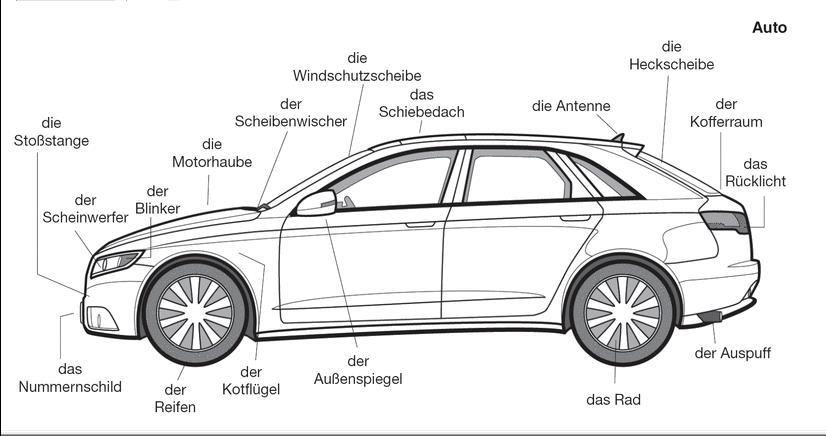 Auto
die
Heckscheibe
die
Windschutzscheibe
das
Schiebedach
die Antenne
der
Scheibenwischer
der
Kofferraum
die
Stoßstange
die
Motorhaube
das
Rücklicht
der
Blinker
der
Scheinwerfer
der Auspuff
der
Außenspiegel
das
Nummernschild
der
Kotflügel
der
Reifen
das Rad